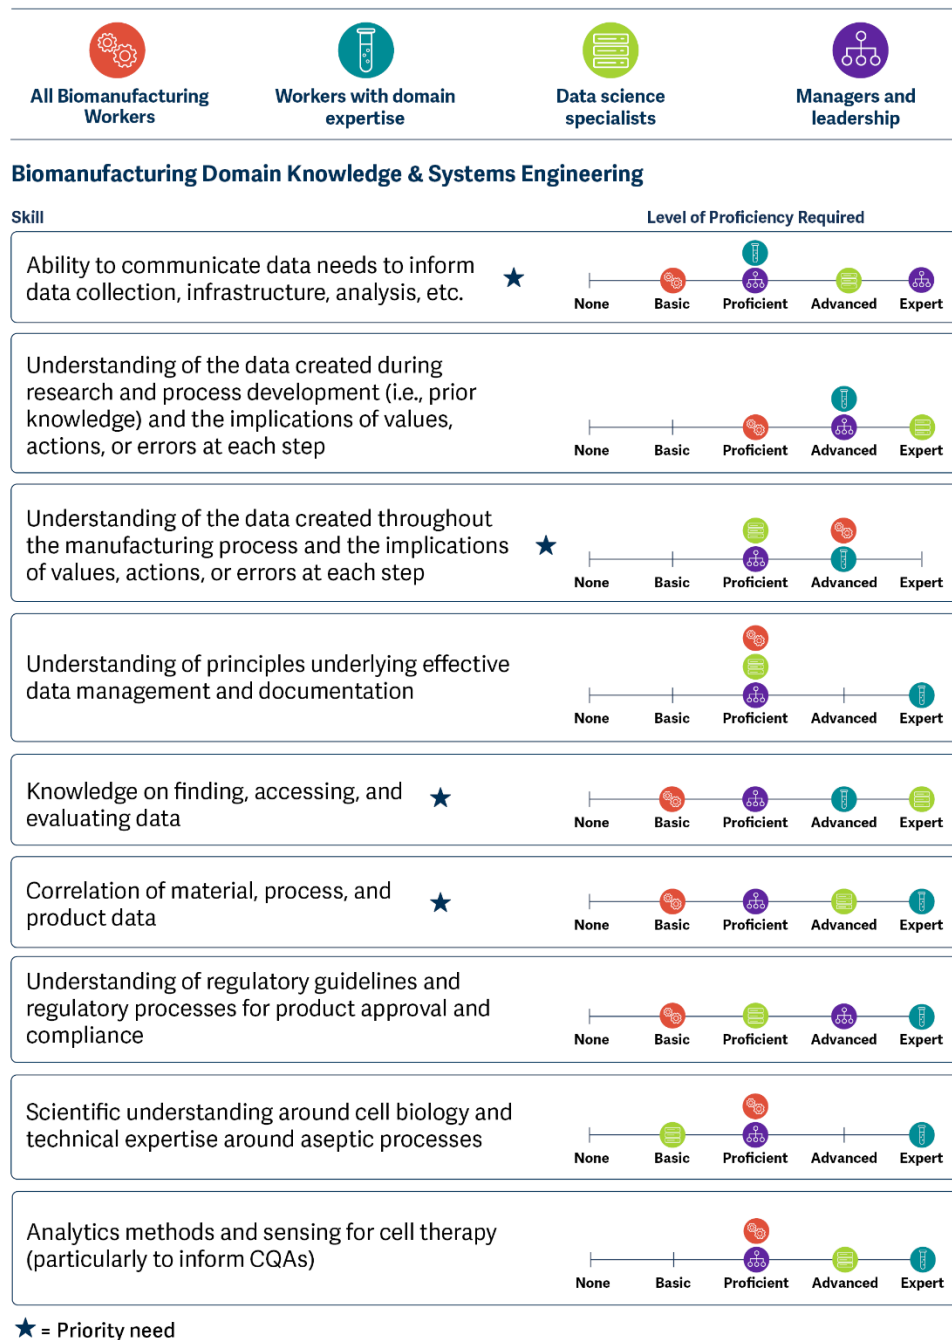 All Biomanufacturing
Workers
Workers with domain
expertise
Data science
specialists
Managers and
leadership
Biomanufacturing Domain Knowledge & Systems Engineering
Skill
Level of Proficiency Required
Ability to communicate data needs to inform
data collection, infrastructure, analysis, etc.
None Basic Proficient Advanced Expert
Understanding of the data created during
research and process development (i.e., prior
knowledge) and the implications of values,
actions, or errors at each step
None Basic Proficient Advanced Expert
Understanding of the data created throughout
the manufacturing process and the implications
of values, actions, or errors at each step
None Basic Proficient Advanced Expert
Understanding of principles underlying effective
data management and documentation
None Basic Proficient Advanced Expert
Knowledge on finding, accessing, and
evaluating data
None Basic Proficient Advanced Expert
Correlation of material, process, and
product data
None Basic Proficient Advanced Expert
Understanding of regulatory guidelines and
regulatory processes for product approval and
compliance
None Basic Proficient Advanced Expert
Scientific understanding around cell biology and
technical expertise around aseptic processes
None Basic Proficient Advanced Expert
Analytics methods and sensing for cell therapy
(particularly to inform CQAs)
None Basic Proficient Advanced Expert
★ = Priority need